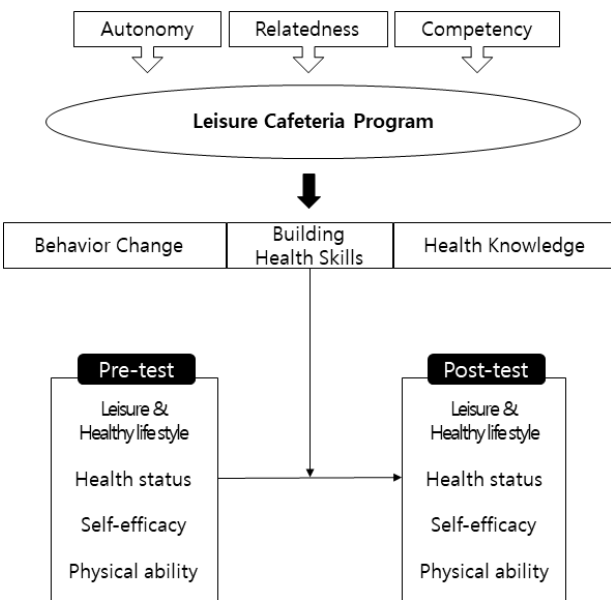 Autonomy
Relatedness
Competency
Leisure Cafeteria Program
Behavior Change
Building
Health Skills
Health Knowledge
Pre-test
Leisure &
Healthy life style
Health status
Self-efficacy
Physical ability
Post-test
Leisure &
Healthy life style
Health status
Self-efficacy
Physical ability